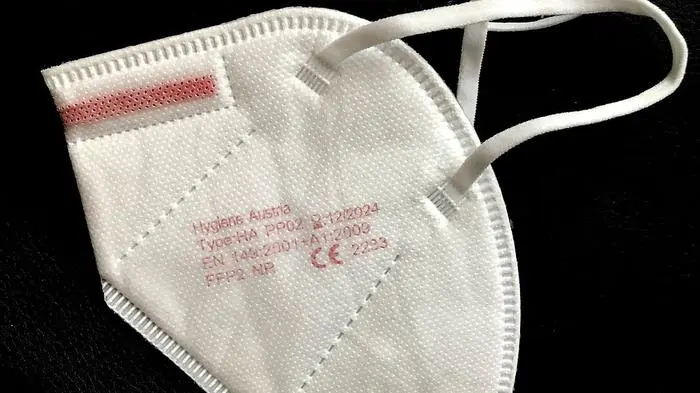 Hygiene Austria
Type:HA PP02 ⌛12/2024
EN 149:2001+A1:2009
FFP2 NR CE 2233